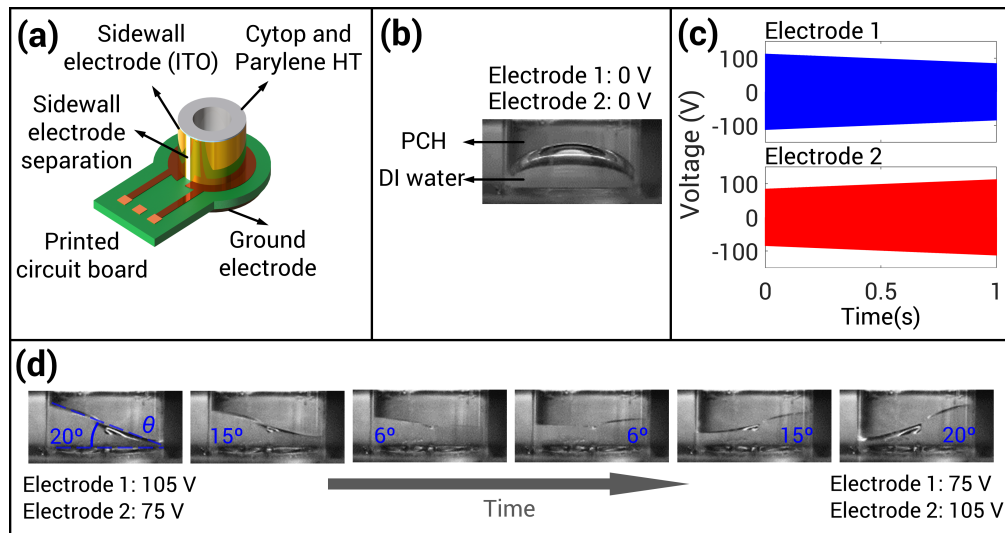 (a)
Sidewall
electrode (ITO)
Cytop and
Parylene HT
Sidewall
electrode
separation
Printed
circuit board
Ground
electrode
(b)
Electrode 1: 0 V
Electrode 2: 0 V
PCH
DI water
(c)
Electrode 1
100
0
-100
Voltage (V)
Electrode 2
100
0
-100
0 0.5 1
Time(s)
(d)
20º θ 15º 6º 6º 15º 20º
Electrode 1: 105 V
Electrode 2: 75 V
Time
Electrode 1: 75 V
Electrode 2: 105 V